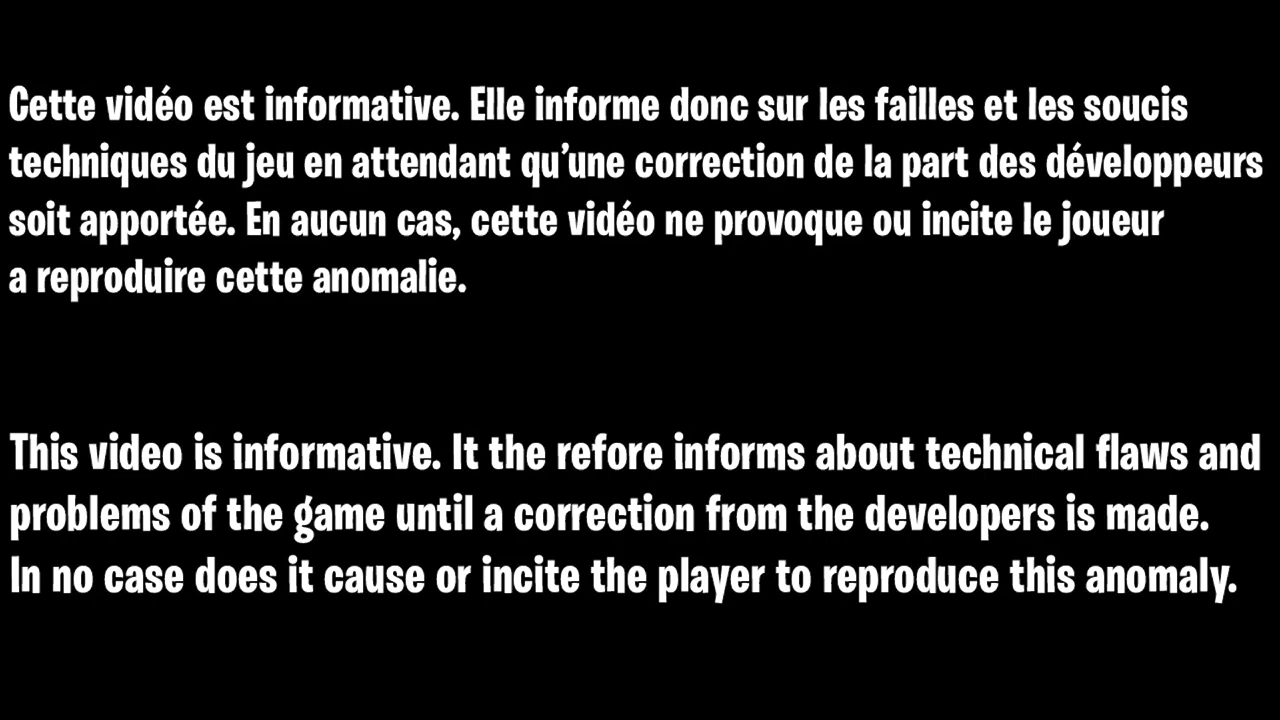 Cette vidéo est informative. Elle informe donc sur les failles et les soucis
techniques du jeu en attendant qu’une correction de la part des développeurs
soit apportée. En aucun cas, cette vidéo ne provoque ou incite le joueur
a reproduire cette anomalie.
This video is informative. It the refore informs about technical flaws and
problems of the game until a correction from the developers is made.
In no case does it cause or incite the player to reproduce this anomaly.